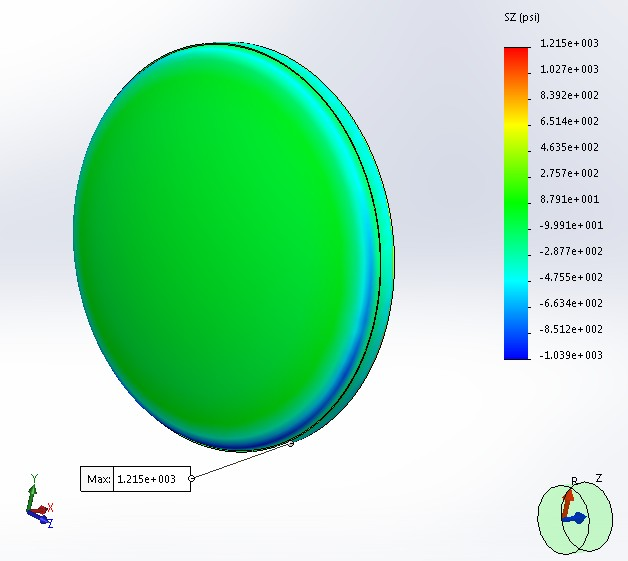 SZ (psi)
1.215e+003
1.027e+003
8.392e+002
6.514e+002
4.635e+002
2.757e+002
8.791e+001
-9.991e+001
-2.877e+002
-4.755e+002
-6.634e+002
-8.512e+002
-1.039e+003
Max: 1.215e+003
Y
X
Z
R
Z